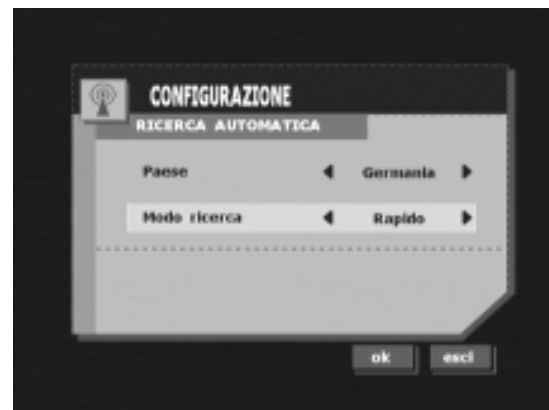 CONFIGURAZIONE
RICERCA AUTOMATICA
Paese Germania
Modo ricerca Rapido
ok esci